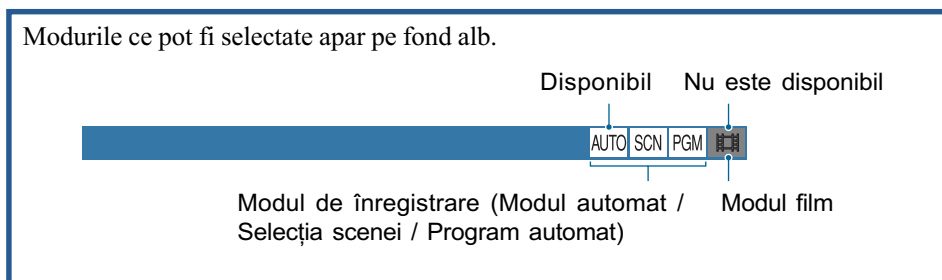 Modurile ce pot fi selectate apar pe fond alb.
Disponibil Nu este disponibil
AUTO SCN PGM
Modul de înregistrare (Modul automat / Modul film
Selecția scenei / Program automat)